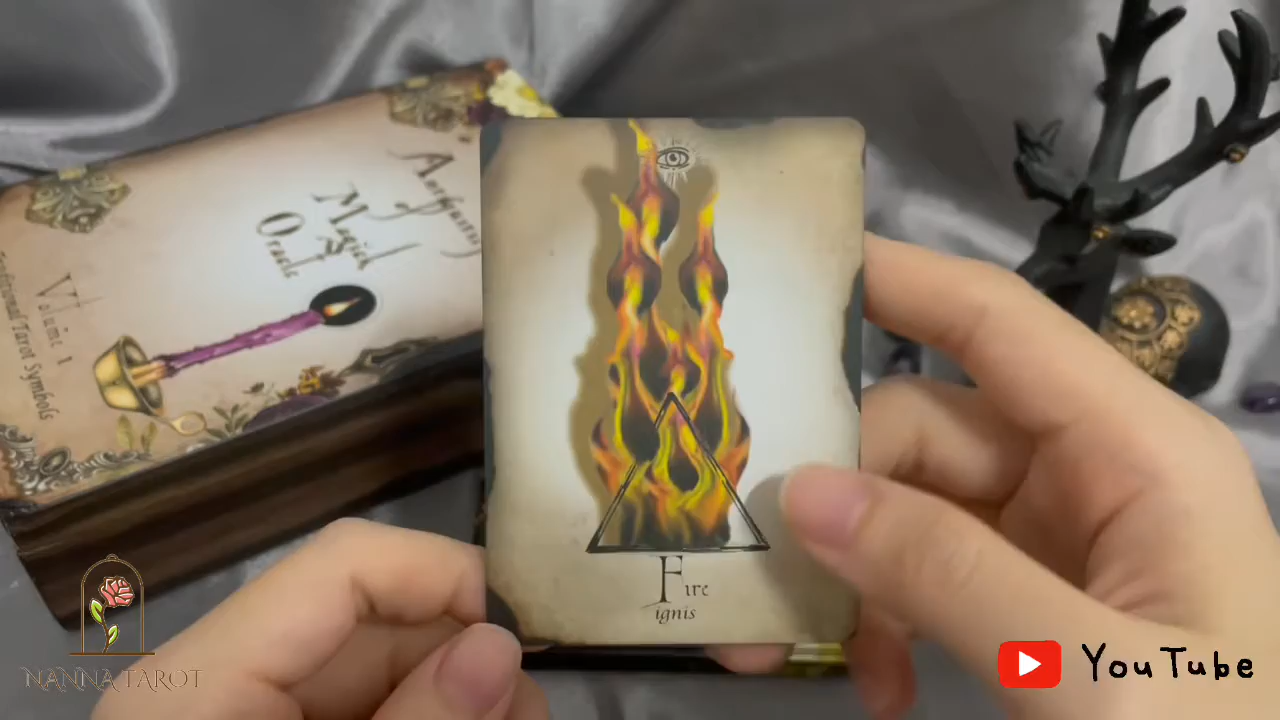 Magical
Oracle
Volume 1
Traditional Tarot Symbols
Fire
ignis
NANNA TAROT
YouTube